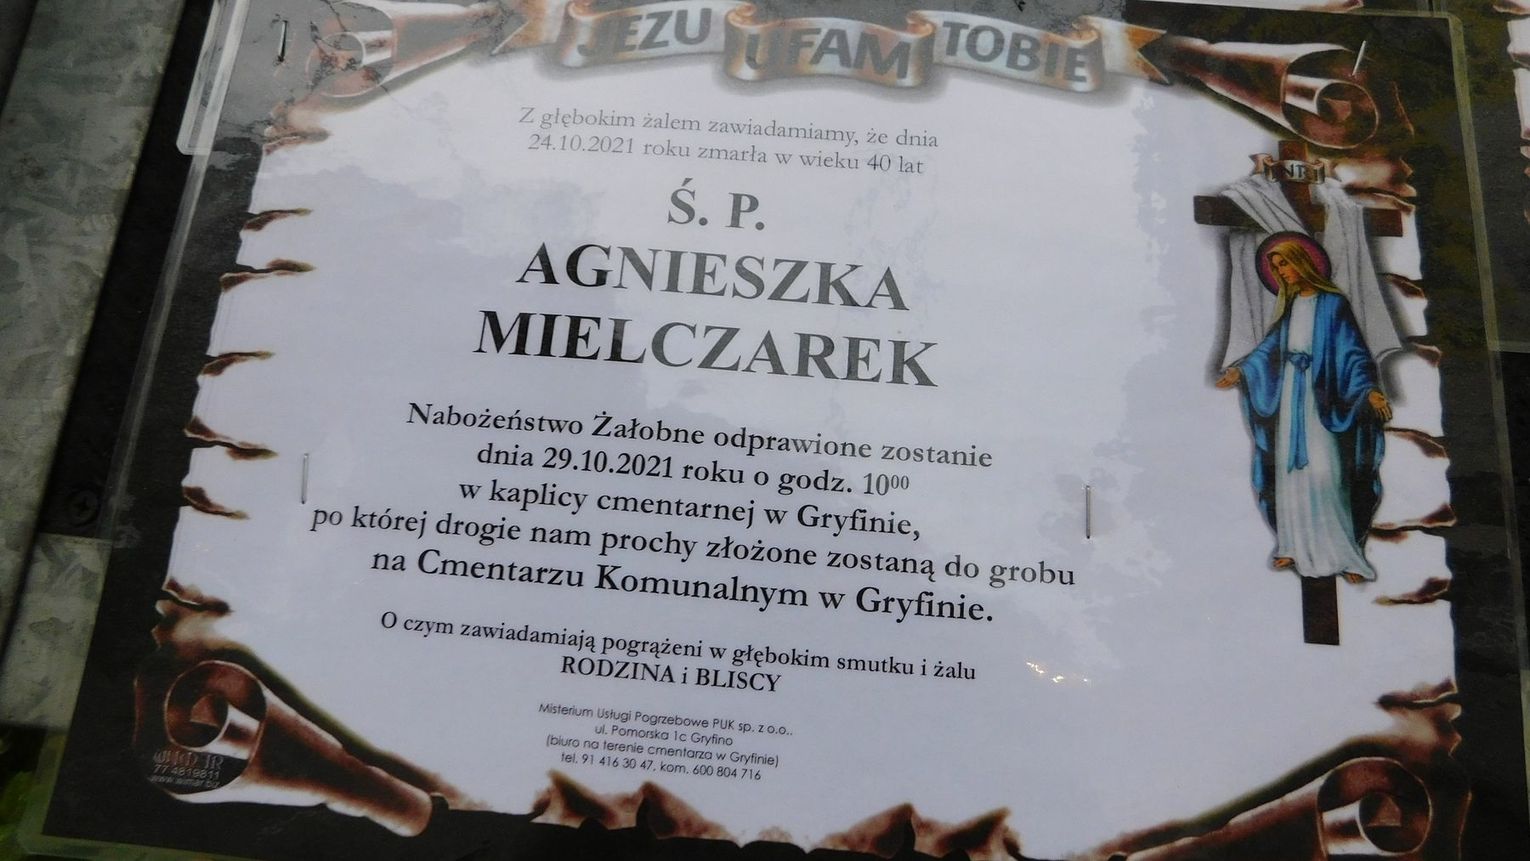 JEZU UFAM TOBIE
Z głębokim żalem zawiadamiamy, że dnia
24.10.2021 roku zmarła w wieku 40 lat
Ś. P.
AGNIESZKA
MIELCZAREK
Nabożeństwo Żałobne odprawione zostanie
dnia 29.10.2021 roku o godz. 10⁰⁰
w kaplicy cmentarnej w Gryfinie,
po której drogie nam prochy złożone zostaną do grobu
na Cmentarzu Komunalnym w Gryfinie.
O czym zawiadamiają pogrążeni w głębokim smutku i żalu
RODZINA i BLISCY
Misterium Usługi Pogrzebowe PUK sp. z o.o..
ul. Pomorska 1c Gryfino
(biuro na terenie cmentarza w Gryfinie)
tel. 91 416 30 47, kom. 600 804 716
77 4819811